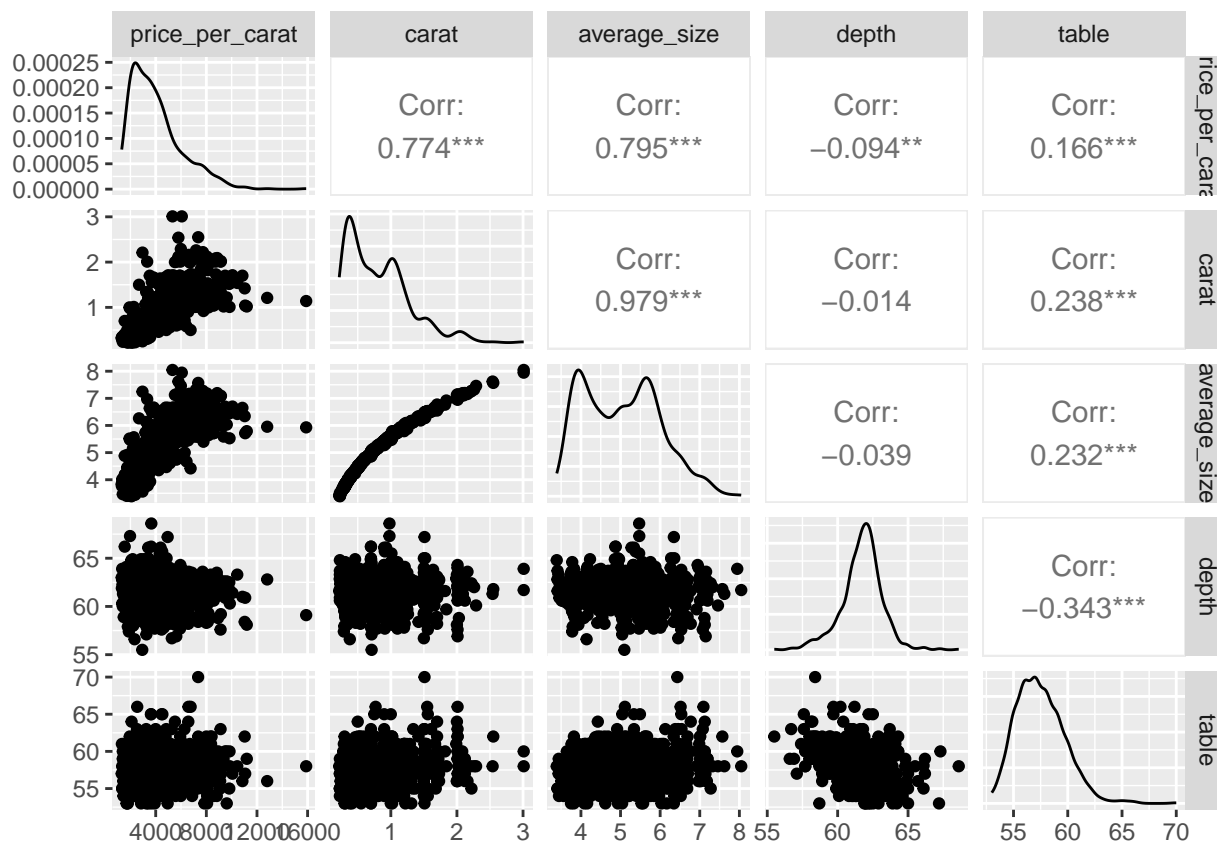 price_per_carat carat average_size depth table
0.00025
0.00020
0.00015
0.00010
0.00005
0.00000
Corr:
0.774***
Corr:
0.795***
Corr:
−0.094**
Corr:
0.166***
rice_per_cara
3
2
1
Corr:
0.979***
Corr:
−0.014
Corr:
0.238***
carat
8
7
6
5
4
Corr:
−0.039
Corr:
0.232***
average_size
65
60
55
Corr:
−0.343***
depth
70
65
60
55
table
4000 8000 12000 16000
1 2 3
4 5 6 7 8
55 60 65
55 60 65 70